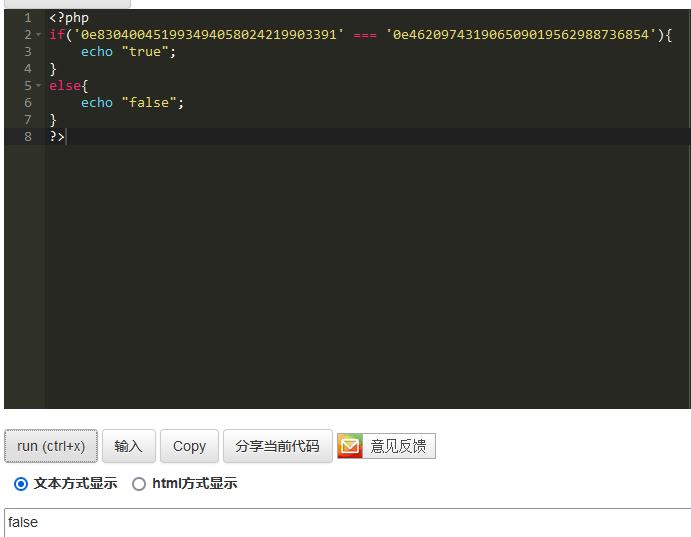 1 <?php
2 if('0e830400451993494058024219903391' === '0e462097431906509019562988736854'){
3 echo "true";
4 }
5 else{
6 echo "false";
7 }
8 ?>
run (ctrl+x) 输入 Copy 分享当前代码 意见反馈
文本方式显示 html方式显示
false